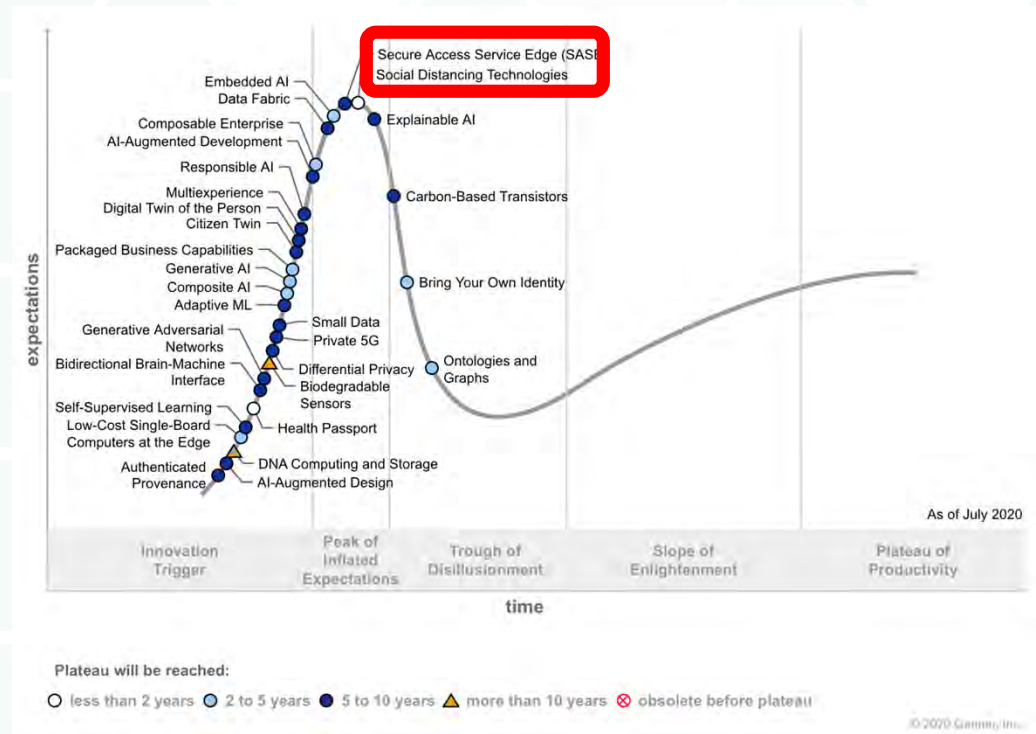 Secure Access Service Edge (SASE
Social Distancing Technologies
Embedded AI
Data Fabric
Explainable AI
Composable Enterprise
AI-Augmented Development
Responsible AI
Multiexperience
Digital Twin of the Person
Citizen Twin
Carbon-Based Transistors
Packaged Business Capabilities
Generative AI
Composite AI
Adaptive ML
Bring Your Own Identity
Small Data
Private 5G
Generative Adversarial
Networks
Differential Privacy
Bidirectional Brain-Machine
Interface
Biodegradable
Sensors
Ontologies and
Graphs
Self-Supervised Learning
Health Passport
Low-Cost Single-Board
Computers at the Edge
DNA Computing and Storage
Authenticated
Provenance
AI-Augmented Design
expectations
As of July 2020
Innovation
Trigger
Peak of
Inflated
Expectations
Trough of
Disillusionment
Slope of
Enlightenment
Plateau of
Productivity
time
Plateau will be reached:
less than 2 years
2 to 5 years
5 to 10 years
more than 10 years
obsolete before plateau
© 2020 Gartner, Inc.